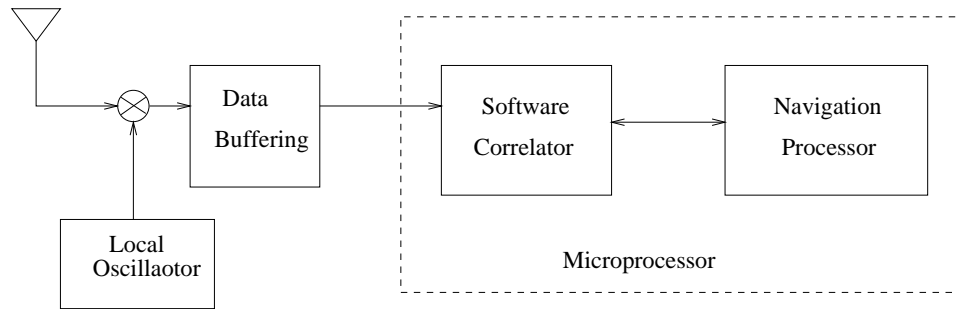 Data
Buffering
Software
Correlator
Navigation
Processor
Local
Oscillaotor
Microprocessor